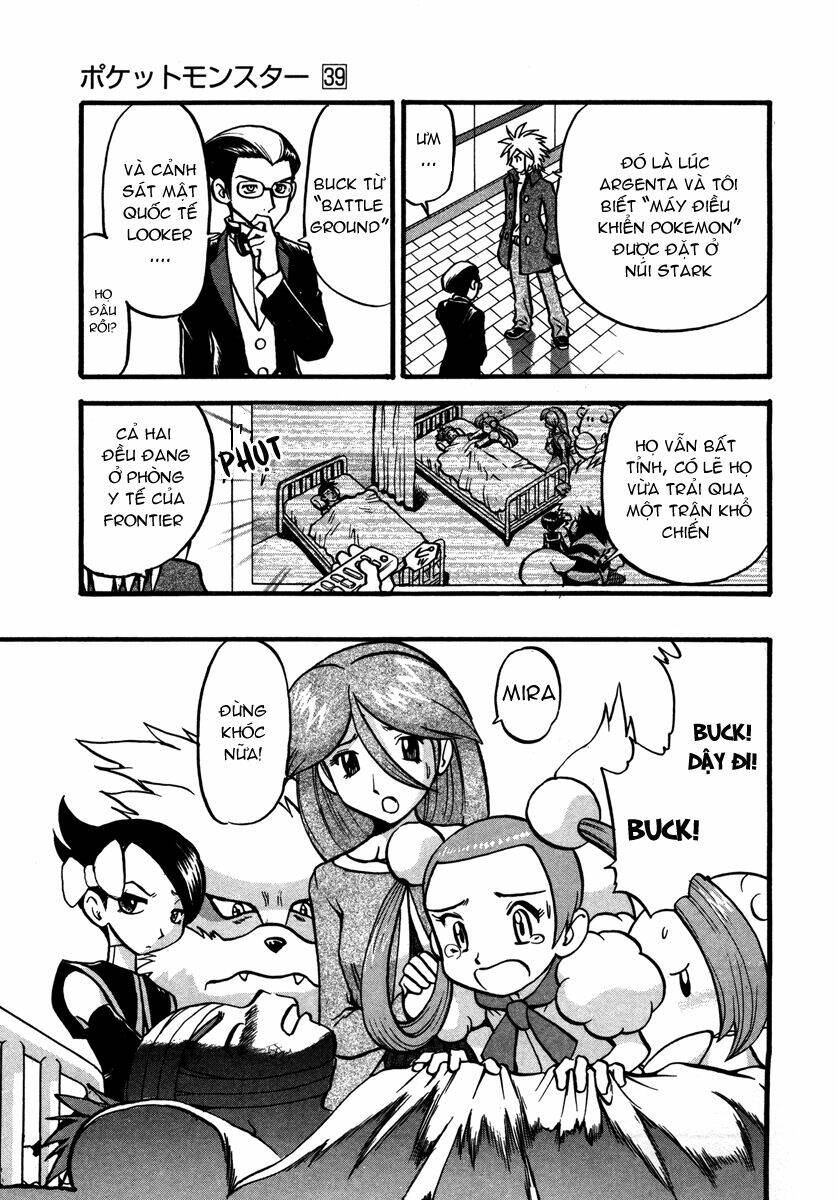 ポケットモンスター 39
ĐÓ LÀ LÚC
ARGENTA VÀ TÔI
BIẾT "MÁY ĐIỀU
KHIỂN POKEMON"
ĐƯỢC ĐẶT Ở
NÚI STARK
ƯM
...
BUCK TỪ
"BATTLE
GROUND"
VÀ CẢNH
SÁT MẬT
QUỐC TẾ
LOOKER
....
HỌ
ĐÂU
RỒI?
HỌ VẪN BẤT
TỈNH, CÓ LẼ HỌ
VỪA TRẢI QUA
MỘT TRẬN KHỔ
CHIẾN
PHỤT
CẢ HAI
ĐỀU ĐANG
Ở PHÒNG
Y TẾ CỦA
FRONTIER
BUCK!
DẬY ĐI!
BUCK!
MIRA
ĐỪNG
KHÓC
NỮA!